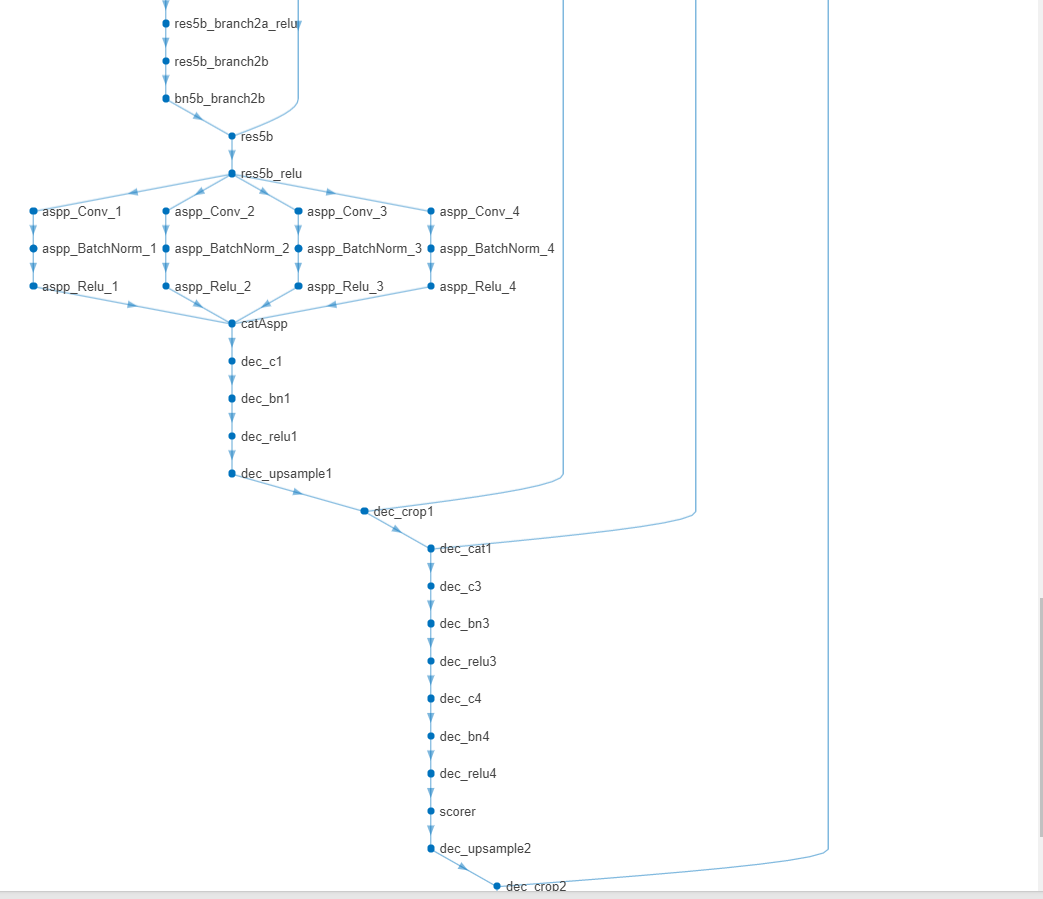 res5b_branch2a_relu
res5b_branch2b
bn5b_branch2b
res5b
res5b_relu
aspp_Conv_1 aspp_Conv_2 aspp_Conv_3 aspp_Conv_4
aspp_BatchNorm_1 aspp_BatchNorm_2 aspp_BatchNorm_3 aspp_BatchNorm_4
aspp_Relu_1 aspp_Relu_2 aspp_Relu_3 aspp_Relu_4
catAspp
dec_c1
dec_bn1
dec_relu1
dec_upsample1
dec_crop1
dec_cat1
dec_c3
dec_bn3
dec_relu3
dec_c4
dec_bn4
dec_relu4
scorer
dec_upsample2
dec_crop2